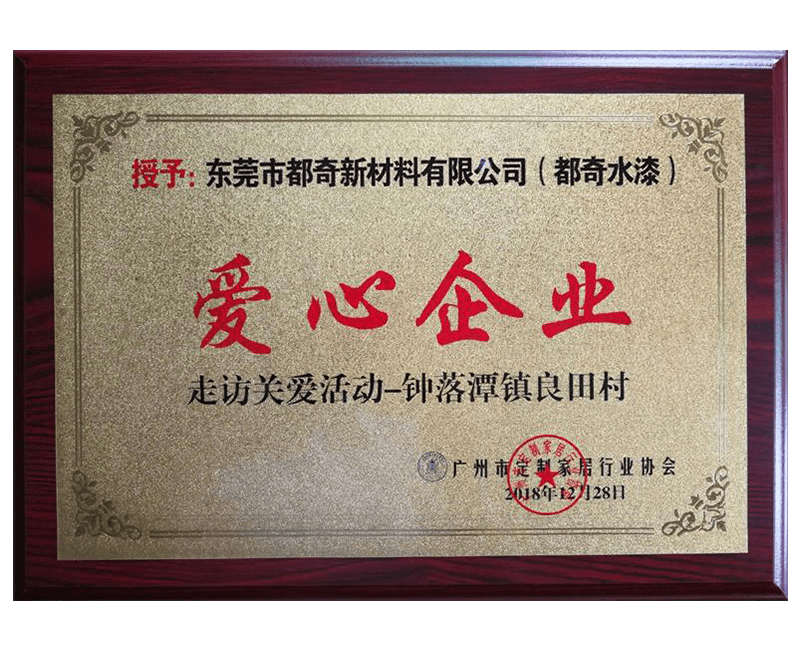 授予：东莞市都奇新材料有限公司（都奇水漆）
爱心企业
走访关爱活动-钟落潭镇良田村
广州市定制家居行业协会
2018年12月28日